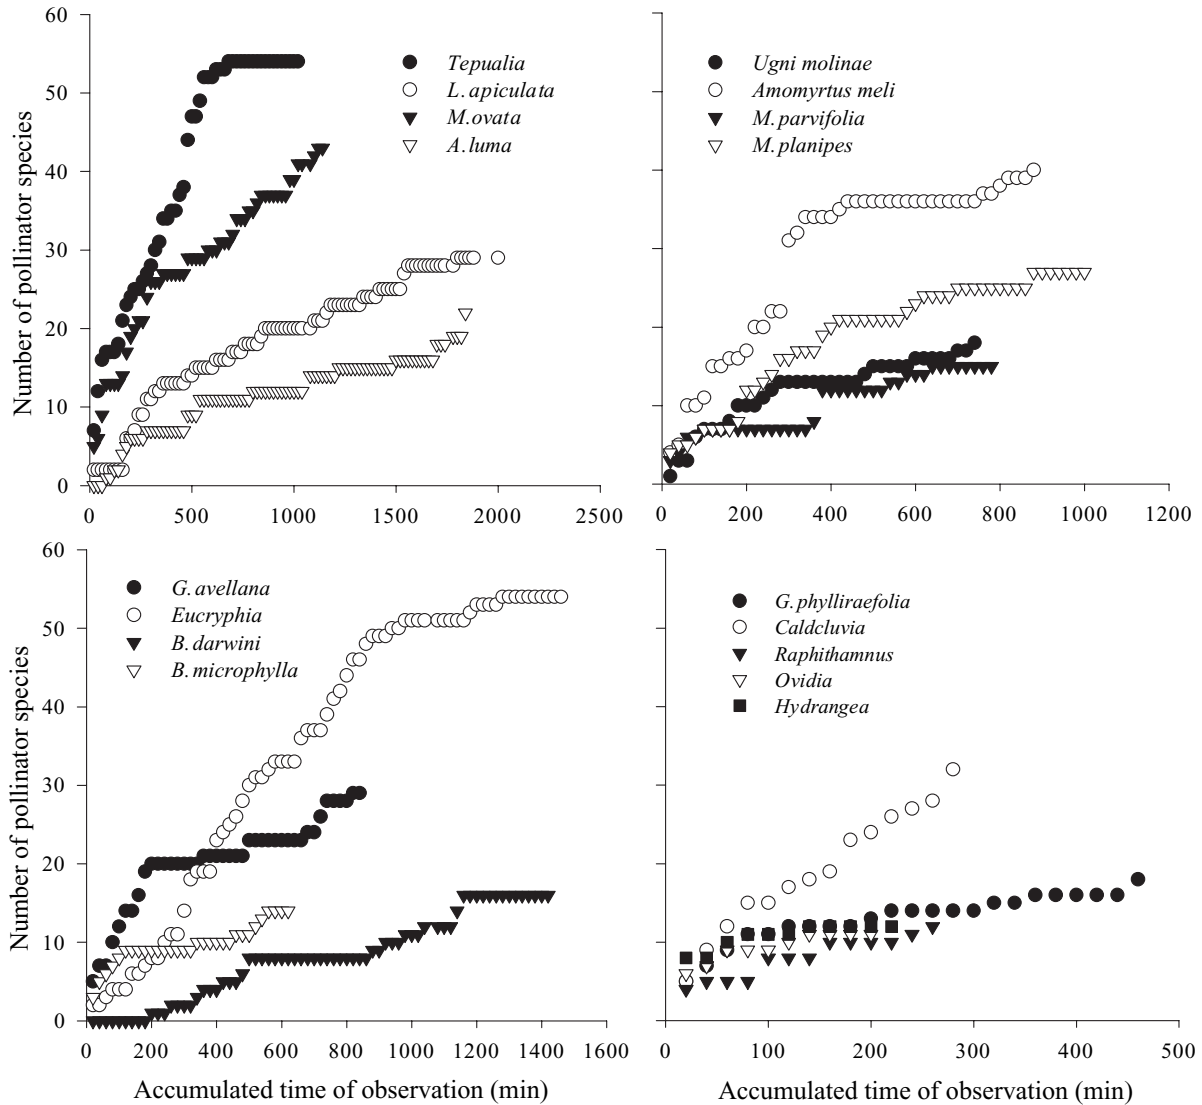 60
50
40
30
20
10
0
Number of pollinator species
Tepualia
L. apiculata
M. ovata
A. luma
0 500 1000 1500 2000 2500
Ugni molinae
Amomyrtus meli
M. parvifolia
M. planipes
0 200 400 600 800 1000 1200
60
50
40
30
20
10
0
Number of pollinator species
G. avellana
Eucryphia
B. darwini
B. microphylla
0 200 400 600 800 1000 1200 1400 1600
Accumulated time of observation (min)
G. phylliraefolia
Caldcluvia
Raphithamnus
Ovidia
Hydrangea
0 100 200 300 400 500
Accumulated time of observation (min)